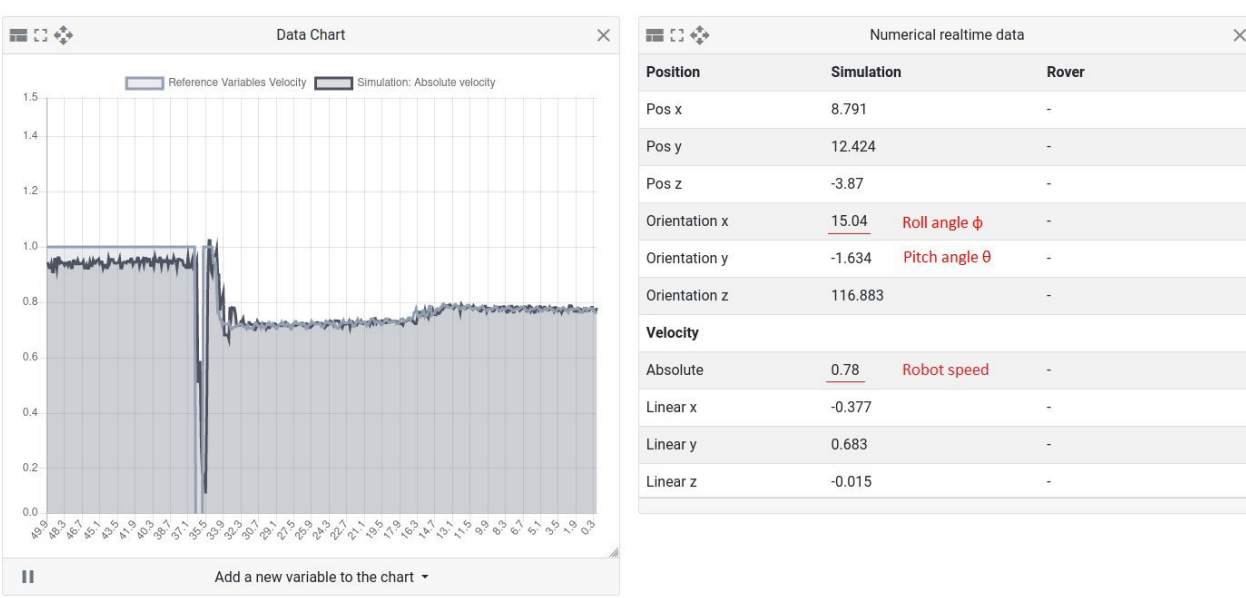 Data Chart
Reference Variables Velocity Simulation: Absolute velocity
1.5
1.4
1.2
1.0
0.8
0.6
0.4
0.2
0.0
49.9 48.3 46.7 45.1 43.5 41.9 40.3 38.7 37.1 35.5 33.9 32.3 30.7 29.1 27.5 25.9 24.3 22.7 21.1 19.5 17.9 16.3 14.7 13.1 11.5 9.9 8.3 6.7 5.1 3.5 1.9 0.3
Add a new variable to the chart
Numerical realtime data
Position Simulation Rover
Pos x 8.791 -
Pos y 12.424 -
Pos z -3.87 -
Orientation x 15.04 Roll angle ϕ -
Orientation y -1.634 Pitch angle θ -
Orientation z 116.883 -
Velocity
Absolute 0.78 Robot speed -
Linear x -0.377 -
Linear y 0.683 -
Linear z -0.015 -